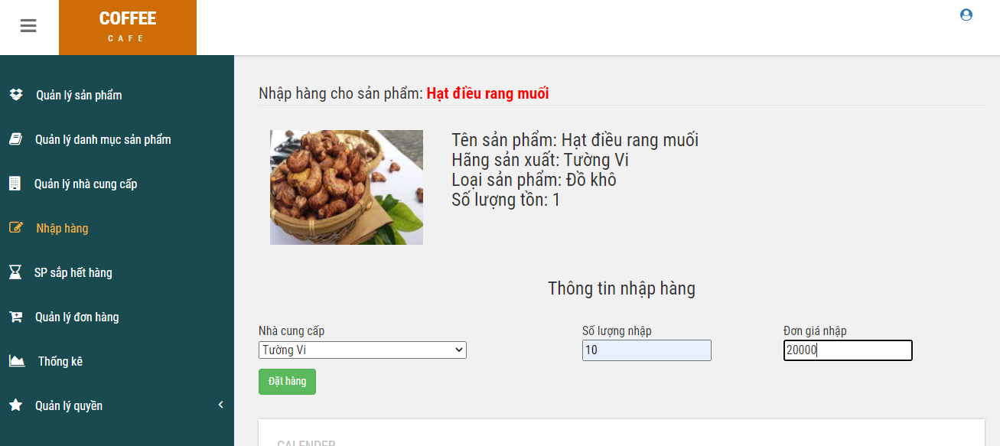 COFFEE
CAFE
Quản lý sản phẩm
Quản lý danh mục sản phẩm
Quản lý nhà cung cấp
Nhập hàng
SP sắp hết hàng
Quản lý đơn hàng
Thống kê
Quản lý quyền
Nhập hàng cho sản phẩm: Hạt điều rang muối
Tên sản phẩm: Hạt điều rang muối
Hãng sản xuất: Tường Vi
Loại sản phẩm: Đồ khô
Số lượng tồn: 1
Thông tin nhập hàng
Nhà cung cấp
Tường Vi
Số lượng nhập
10
Đơn giá nhập
20000
Đặt hàng
CALENDER